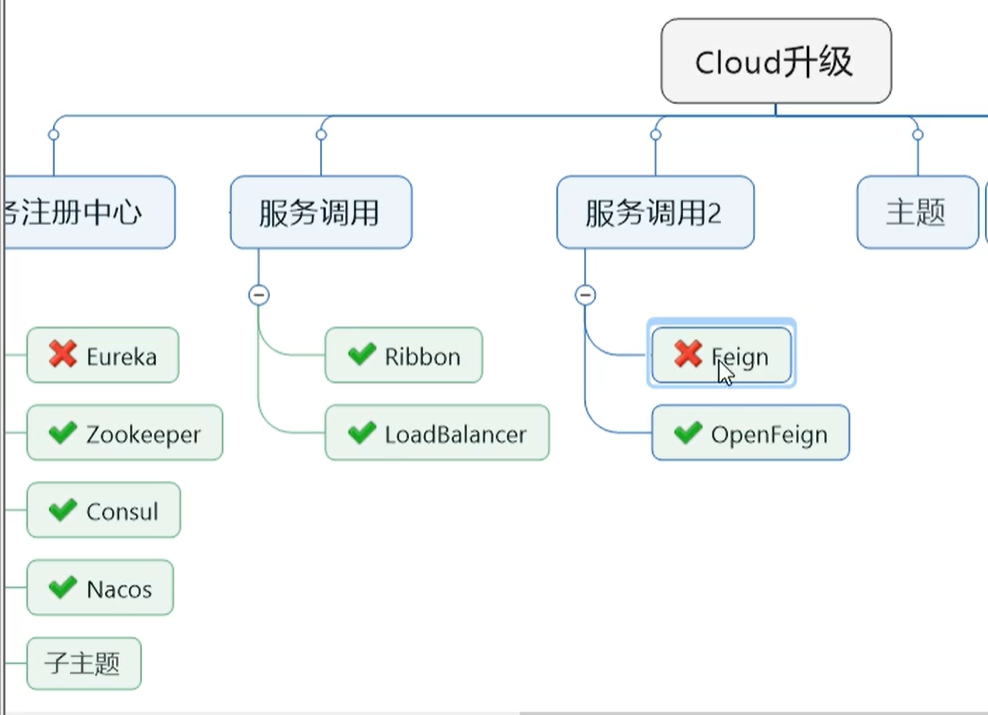 Cloud升级
务注册中心
服务调用
服务调用2
主题
Eureka
Ribbon
Feign
Zookeeper
LoadBalancer
OpenFeign
Consul
Nacos
子主题